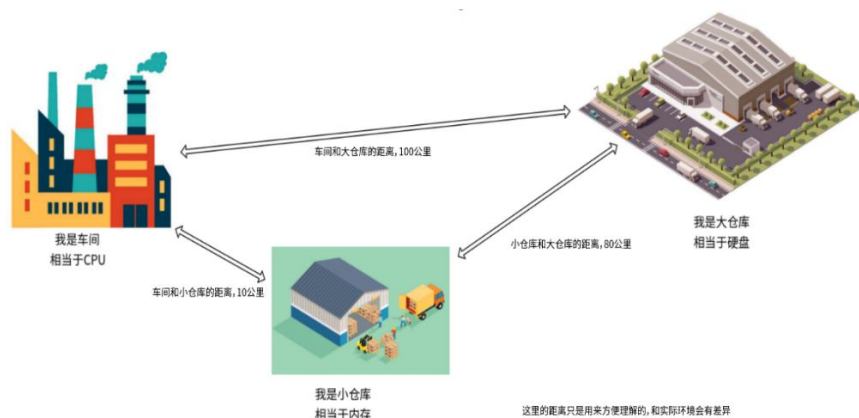 车间和大仓库的距离,100公里
我是车间
相当于CPU
我是大仓库
相当于硬盘
小仓库和大仓库的距离,80公里
车间和小仓库的距离,10公里
我是小仓库
相当于内存
这里的距离只是用来方便理解的,和实际环境会有差异